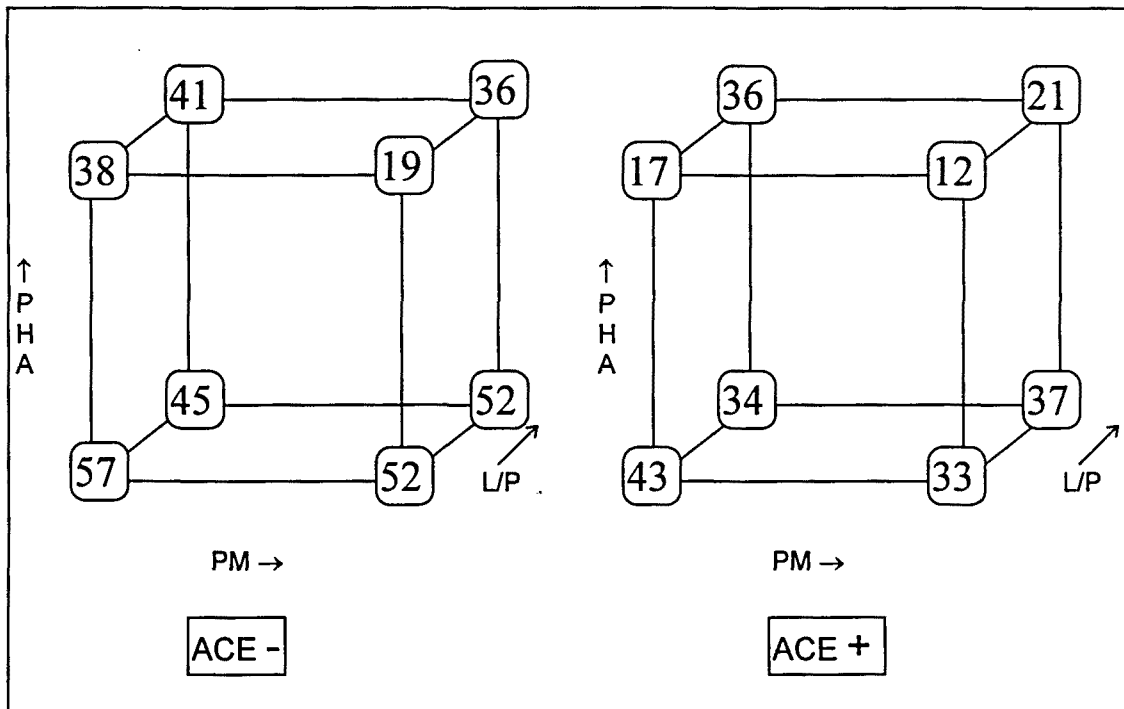 41 36 36 21
38 19 17 12
↑
P
H
A
↑
P
H
A
45 52 34 37
57 52 43 33
L/P L/P
PM → PM →
ACE - ACE +